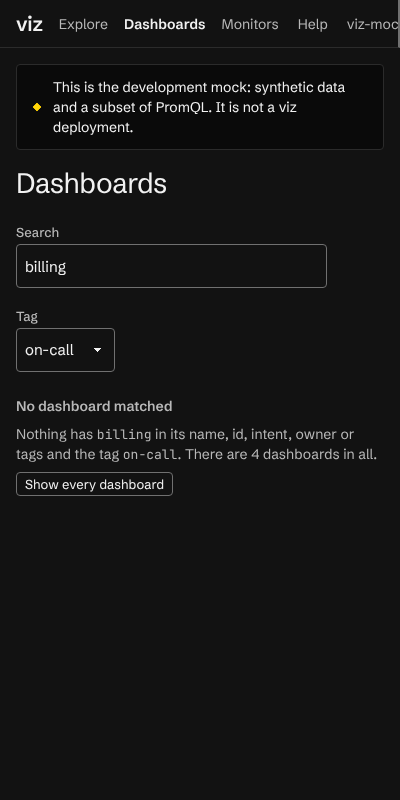 viz Explore Dashboards Monitors Help viz-moc
This is the development mock: synthetic data
and a subset of PromQL. It is not a viz
deployment.
Dashboards
Search
billing
Tag
on-call
No dashboard matched
Nothing has billing in its name, id, intent, owner or
tags and the tag on-call. There are 4 dashboards in all.
Show every dashboard